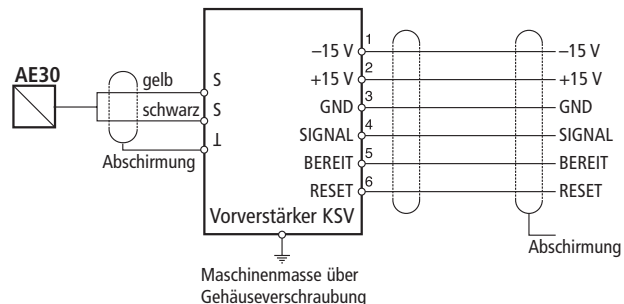 AE30
gelb
schwarz
Abschirmung
S
S
⊥
–15 V
+15 V
GND
SIGNAL
BEREIT
RESET
Vorverstärker KSV
1
2
3
4
5
6
–15 V
+15 V
GND
SIGNAL
BEREIT
RESET
Abschirmung
Maschinenmasse über
Gehäuseverschraubung